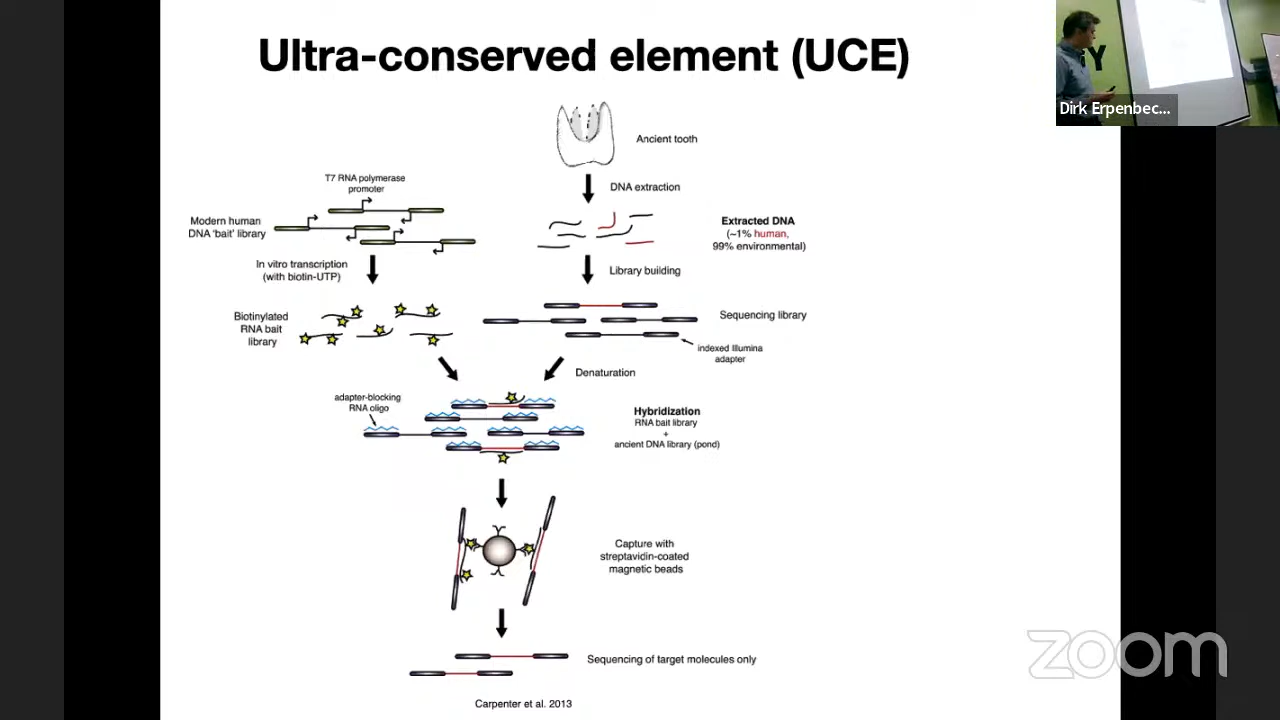 Ultra-conserved element (UCE)
Dirk Erpenbec...
Ancient tooth
DNA extraction
T7 RNA polymerase
promoter
Modern human
DNA 'bait' library
Extracted DNA
(~1% human,
99% environmental)
In vitro transcription
(with biotin-UTP)
Library building
Biotinylated
RNA bait
library
Sequencing library
indexed Illumina
adapter
Denaturation
adapter-blocking
RNA oligo
Hybridization
RNA bait library
+
ancient DNA library (pond)
Capture with
streptavidin-coated
magnetic beads
Sequencing of target molecules only
Carpenter et al. 2013
zoom